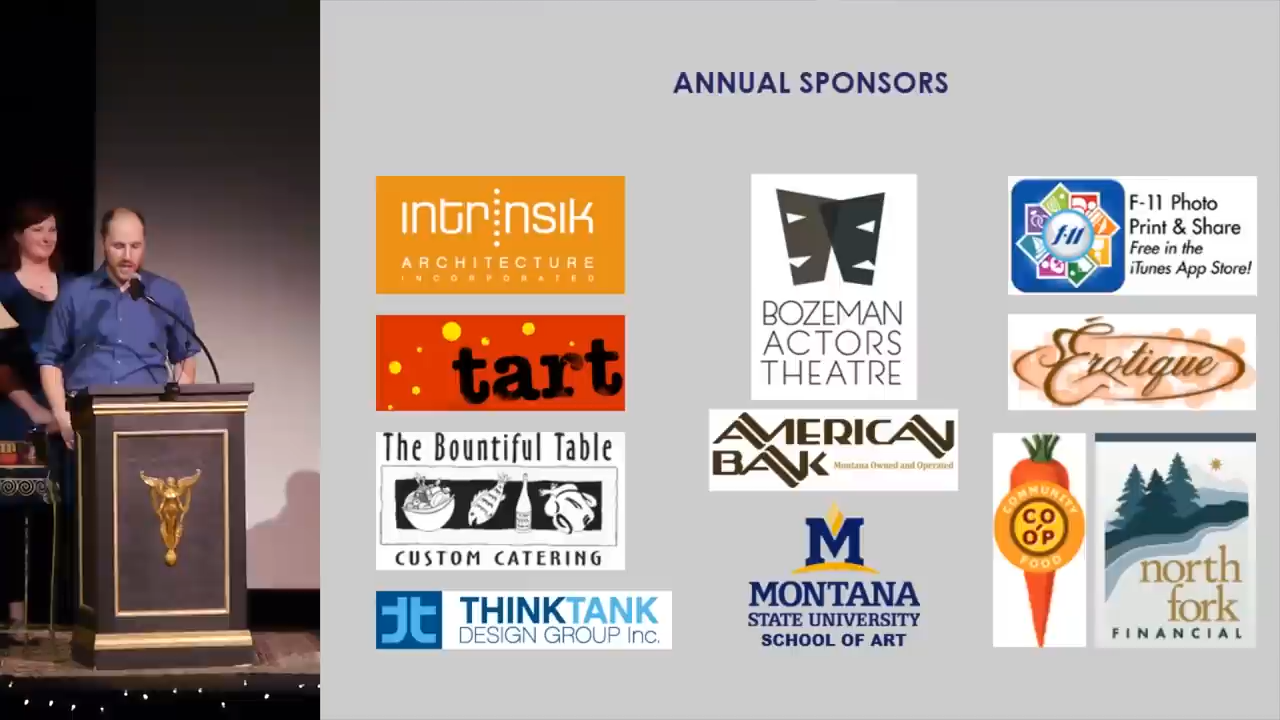 ANNUAL SPONSORS
intrinsik
ARCHITECTURE
INCORPORATED
tart
The Bountiful Table
CUSTOM CATERING
THINKTANK
DESIGN GROUP Inc.
BOZEMAN
ACTORS
THEATRE
AMERICAN
BANK
Montana Owned and Operated
M
MONTANA
STATE UNIVERSITY
SCHOOL OF ART
f-11
F-11 Photo
Print & Share
Free in the
iTunes App Store!
Érotique
COMMUNITY
CO
OP
FOOD
north
fork
FINANCIAL